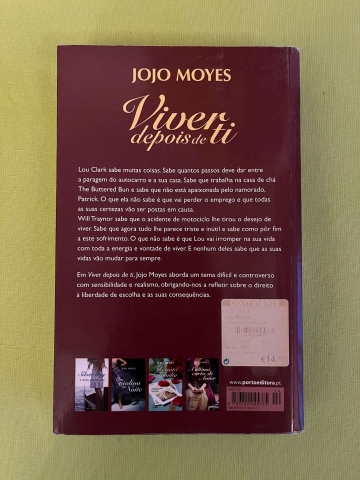 JOJO MOYES
Viver
depois de ti
Lou Clark sabe muitas coisas. Sabe quantos passos deve dar entre
a paragem do autocarro e a sua casa. Sabe que trabalha na casa de chá
The Buttered Bun e sabe que não está apaixonada pelo namorado,
Patrick. O que ela não sabe é que vai perder o emprego e que todas
as suas certezas vão ser postas em causa.
Will Traynor sabe que o acidente de motociclo lhe tirou o desejo de
viver. Sabe que agora tudo lhe parece triste e inútil e sabe como pôr fim
a este sofrimento. O que não sabe é que Lou vai irromper na sua vida
com toda a energia e vontade de viver. E nenhum deles sabe que as suas
vidas vão mudar para sempre.
Em Viver depois de ti, Jojo Moyes aborda um tema difícil e controverso
com sensibilidade e realismo, obrigando-nos a refletir sobre o direito
à liberdade de escolha e as suas consequências.
€14,
Silver Bay
Noite
www.portoeditora.pt